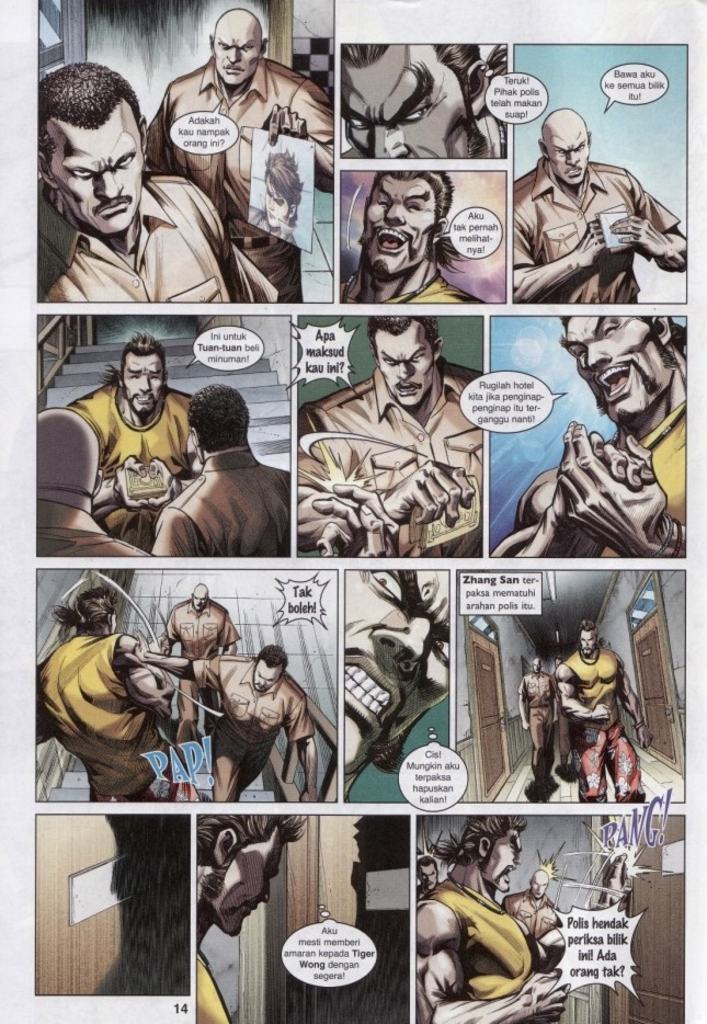 Adakah
kau nampak
orang ini?
Teruk!
Pihak polis
telah makan
suap!
Aku
tak pernah
melihat-
nya!
Bawa aku
ke semua bilik
itu!
Ini untuk
Tuan-tuan beli
minuman!
Apa
maksud
kau ini?
Rugilah hotel
kita jika penginap-
penginap itu ter-
ganggu nanti!
PAP!
Tak
boleh!
Cis!
Mungkin aku
terpaksa
hapuskan
kalian!
Zhang San ter-
paksa mematuhi
arahan polis itu.
Aku
mesti memberi
amaran kepada Tiger
Wong dengan
segera!
PANG!
Polis hendak
periksa bilik
ini! Ada
orang tak?
14